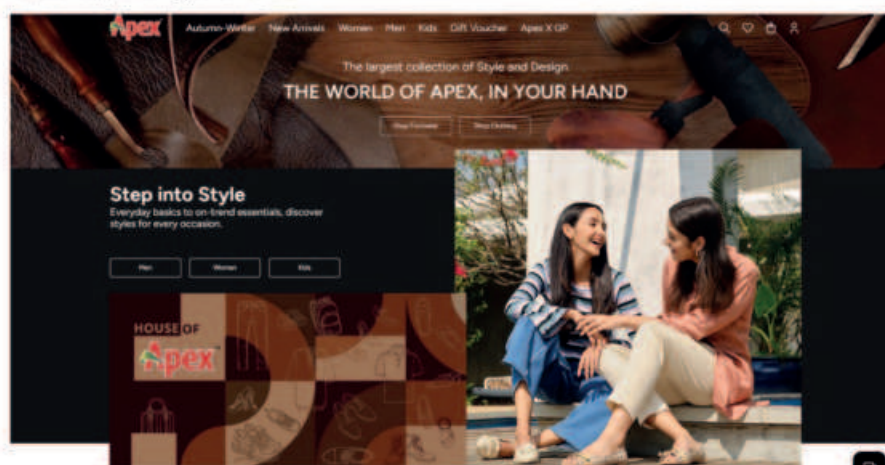 Apex
Autumn-Winter New Arrivals Women Men Kids Gift Voucher Apex X GP
The largest collection of Style and Design
THE WORLD OF APEX, IN YOUR HAND
Shop Footwear Shop Clothing
Step into Style
Everyday basics to on-trend essentials, discover
styles for every occasion.
Men Women Kids
HOUSE OF
Apex